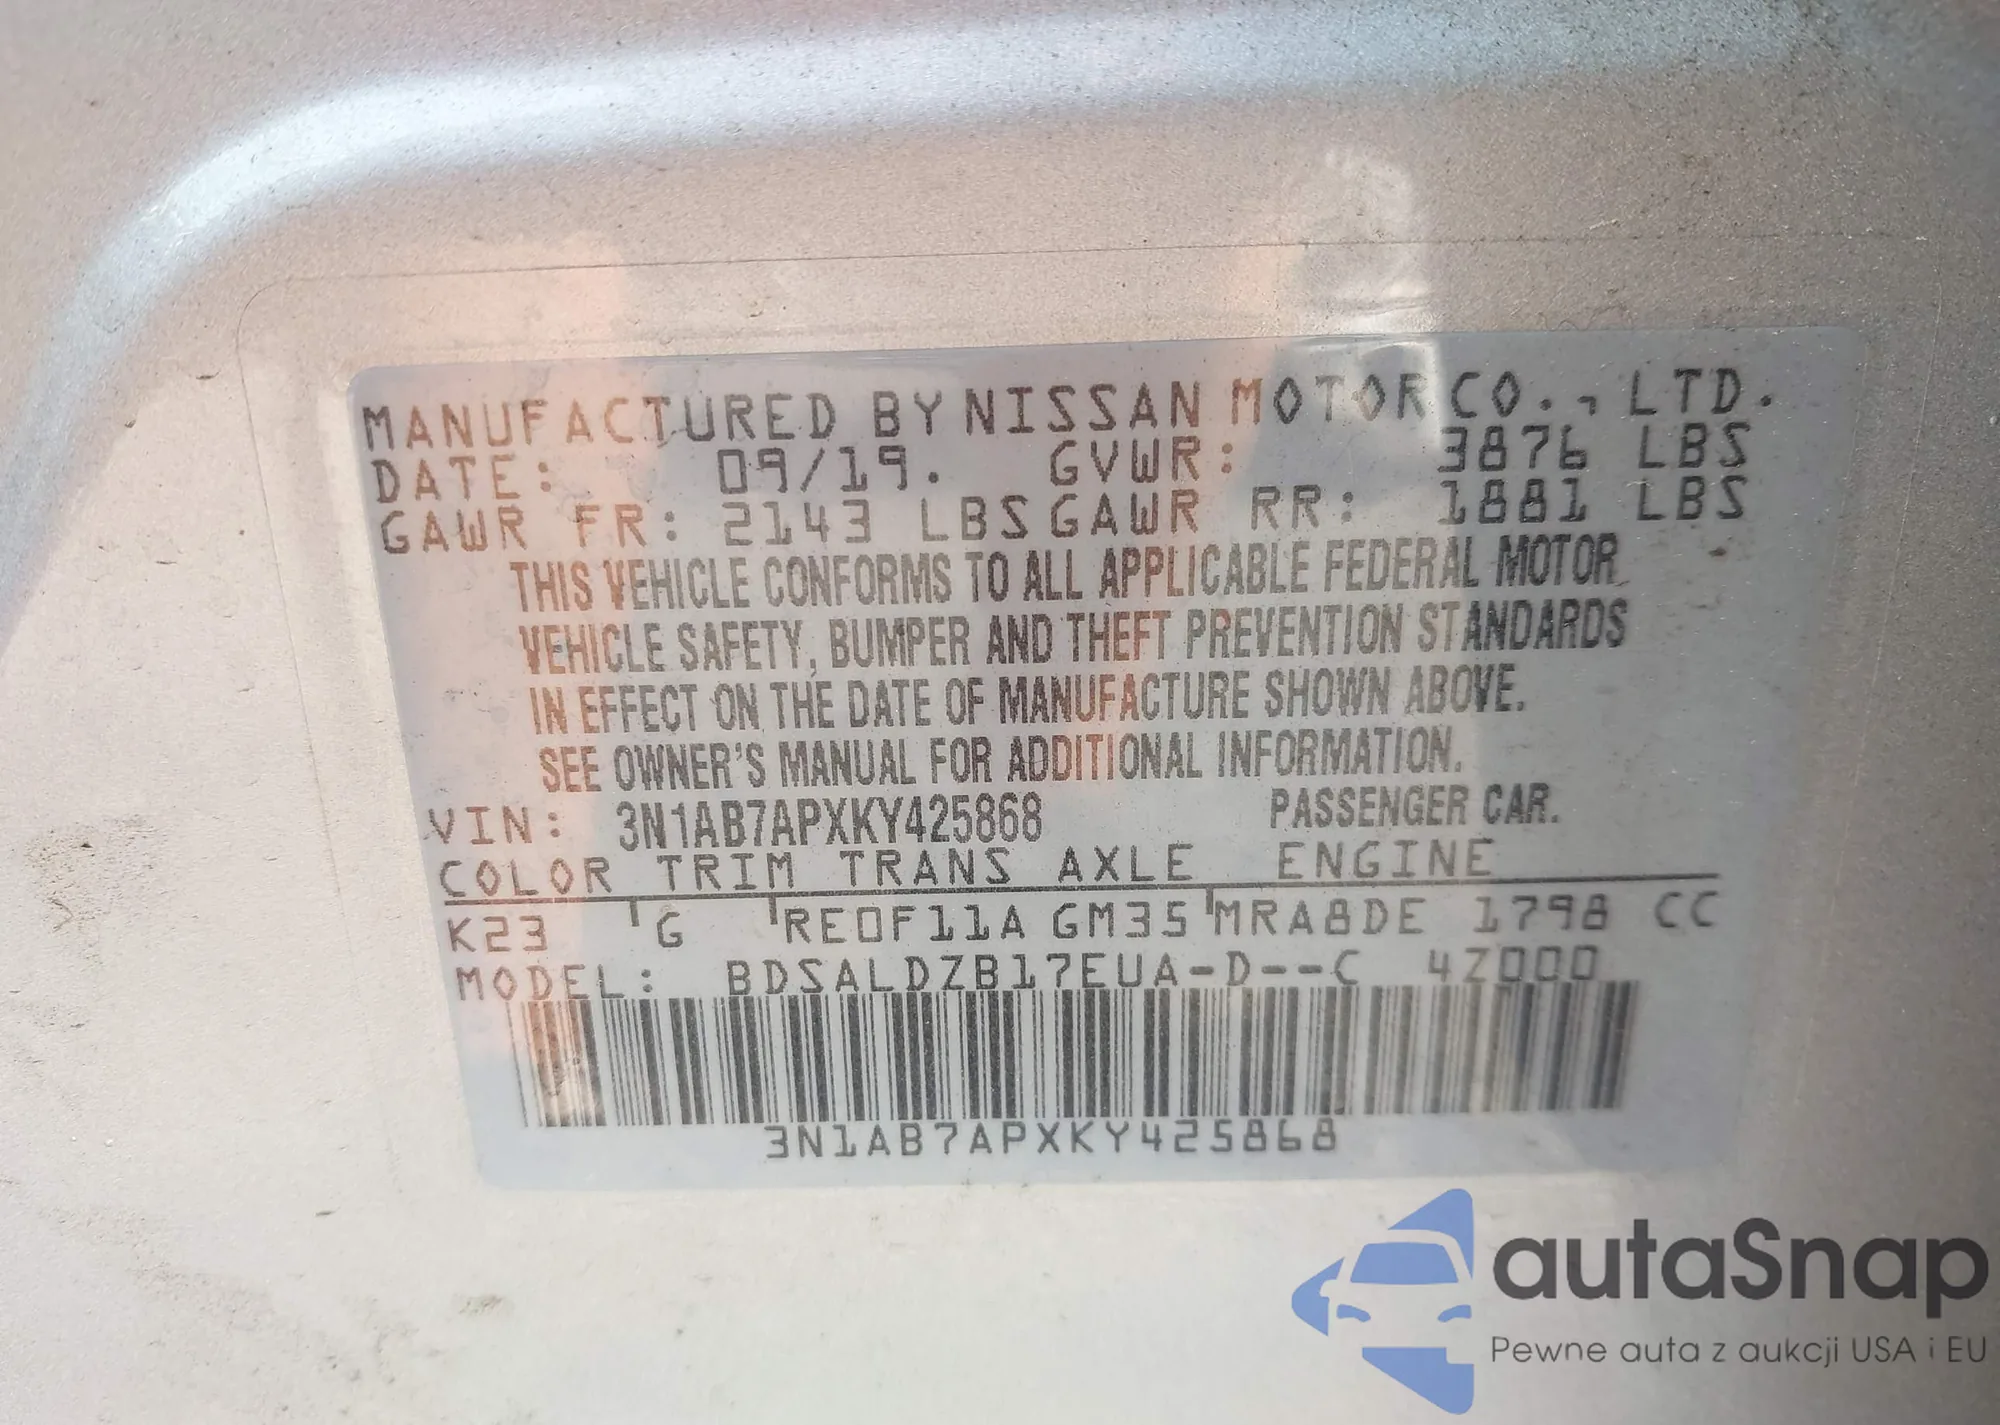 MANUFACTURED BY NISSAN MOTOR CO., LTD.
DATE: 09/19. GVWR: 3876 LBS
GAWR FR: 2143 LBS GAWR RR: 1881 LBS
THIS VEHICLE CONFORMS TO ALL APPLICABLE FEDERAL MOTOR
VEHICLE SAFETY, BUMPER AND THEFT PREVENTION STANDARDS
IN EFFECT ON THE DATE OF MANUFACTURE SHOWN ABOVE.
SEE OWNER'S MANUAL FOR ADDITIONAL INFORMATION.
VIN: 3N1AB7APXKY425868 PASSENGER CAR.
COLOR TRIM TRANS AXLE ENGINE
K23 G RE0F11A GM35 MRA8DE 1798 CC
MODEL: BDSALDZB17EUA-D--C 4Z000
3N1AB7APXKY425868
autaSnap
Pewne auta z aukcji USA i EU